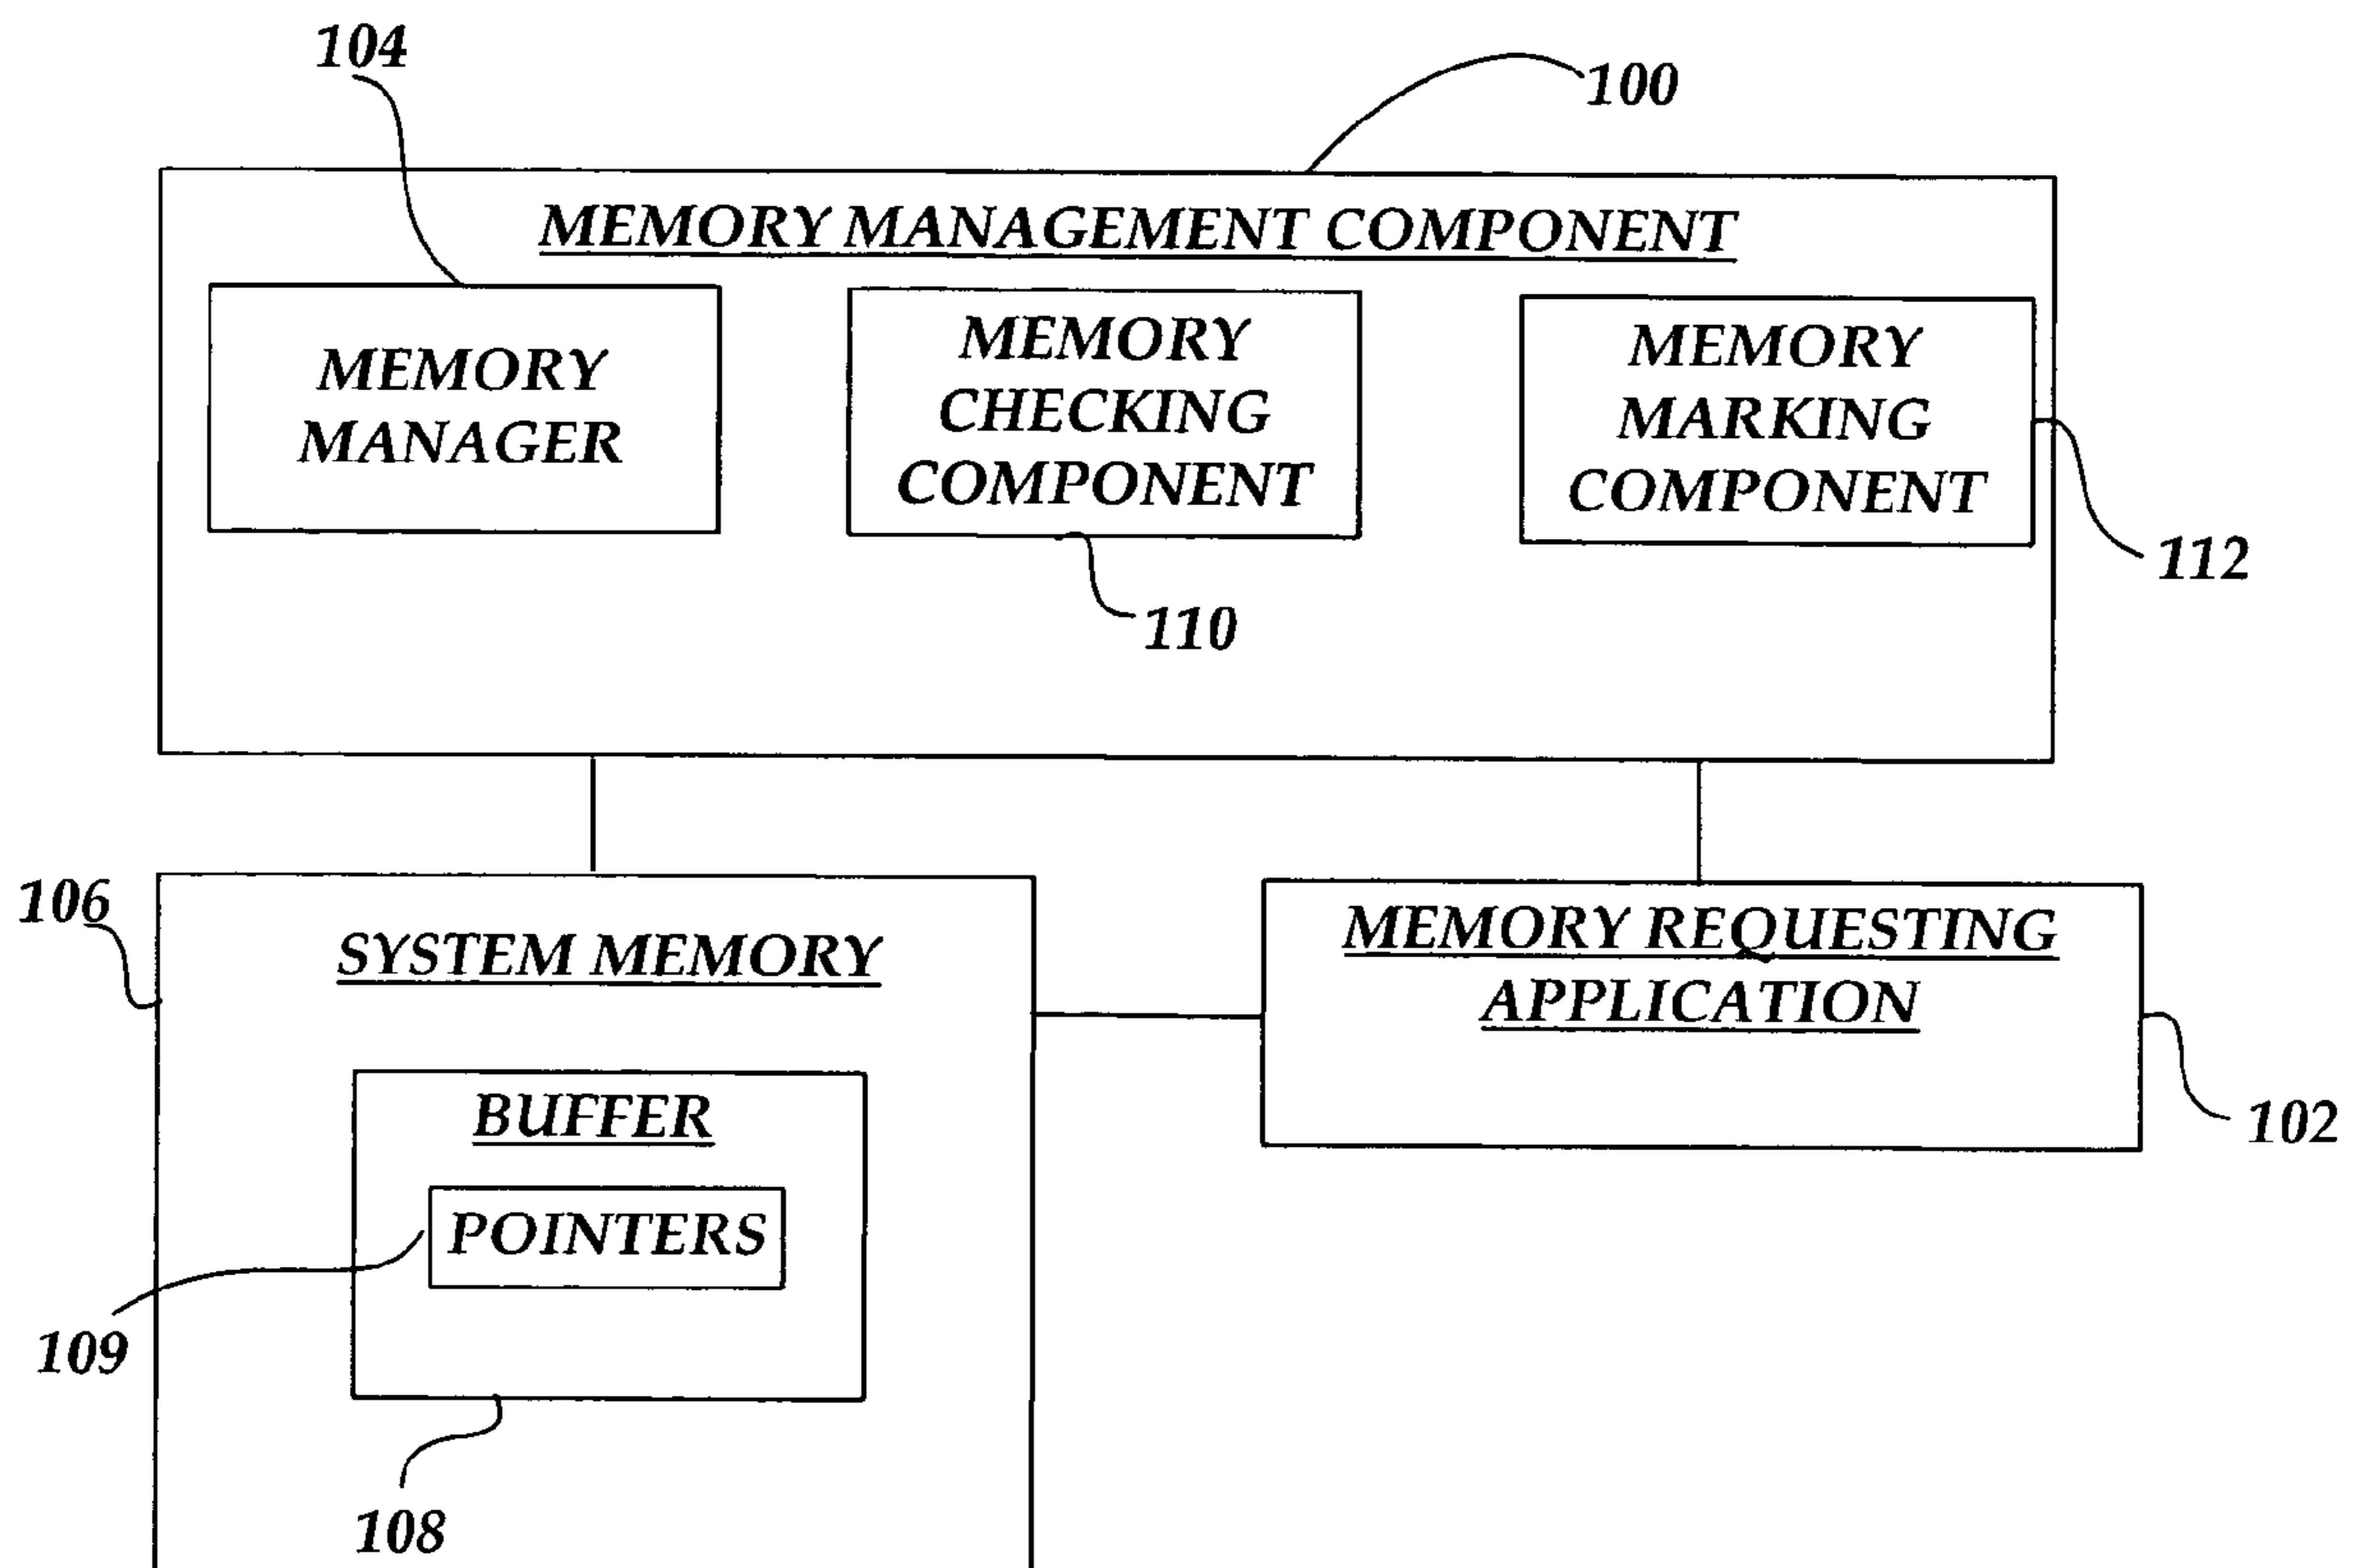 104
100
MEMORY MANAGEMENT COMPONENT
MEMORY
MANAGER
MEMORY
CHECKING
COMPONENT
MEMORY
MARKING
COMPONENT
112
110
106
SYSTEM MEMORY
MEMORY REQUESTING
APPLICATION
BUFFER
POINTERS
102
109
108